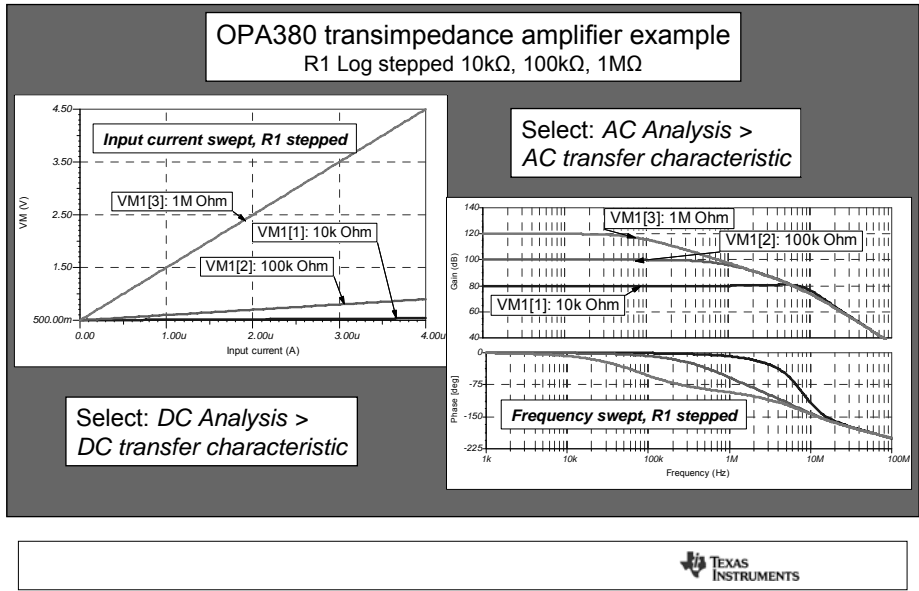 OPA380 transimpedance amplifier example
R1 Log stepped 10kΩ, 100kΩ, 1MΩ
4.50
3.50
2.50
1.50
500.00m
VM (V)
Input current swept, R1 stepped
VM1[3]: 1M Ohm
VM1[1]: 10k Ohm
VM1[2]: 100k Ohm
0.00
1.00u
2.00u
3.00u
4.00u
Input current (A)
Select: DC Analysis >
DC transfer characteristic
Select: AC Analysis >
AC transfer characteristic
140
120
100
80
60
40
Gain (dB)
VM1[3]: 1M Ohm
VM1[2]: 100k Ohm
VM1[1]: 10k Ohm
0
-75
-150
-225
Phase [deg]
Frequency swept, R1 stepped
1k
10k
100k
1M
10M
100M
Frequency (Hz)
TEXAS
INSTRUMENTS